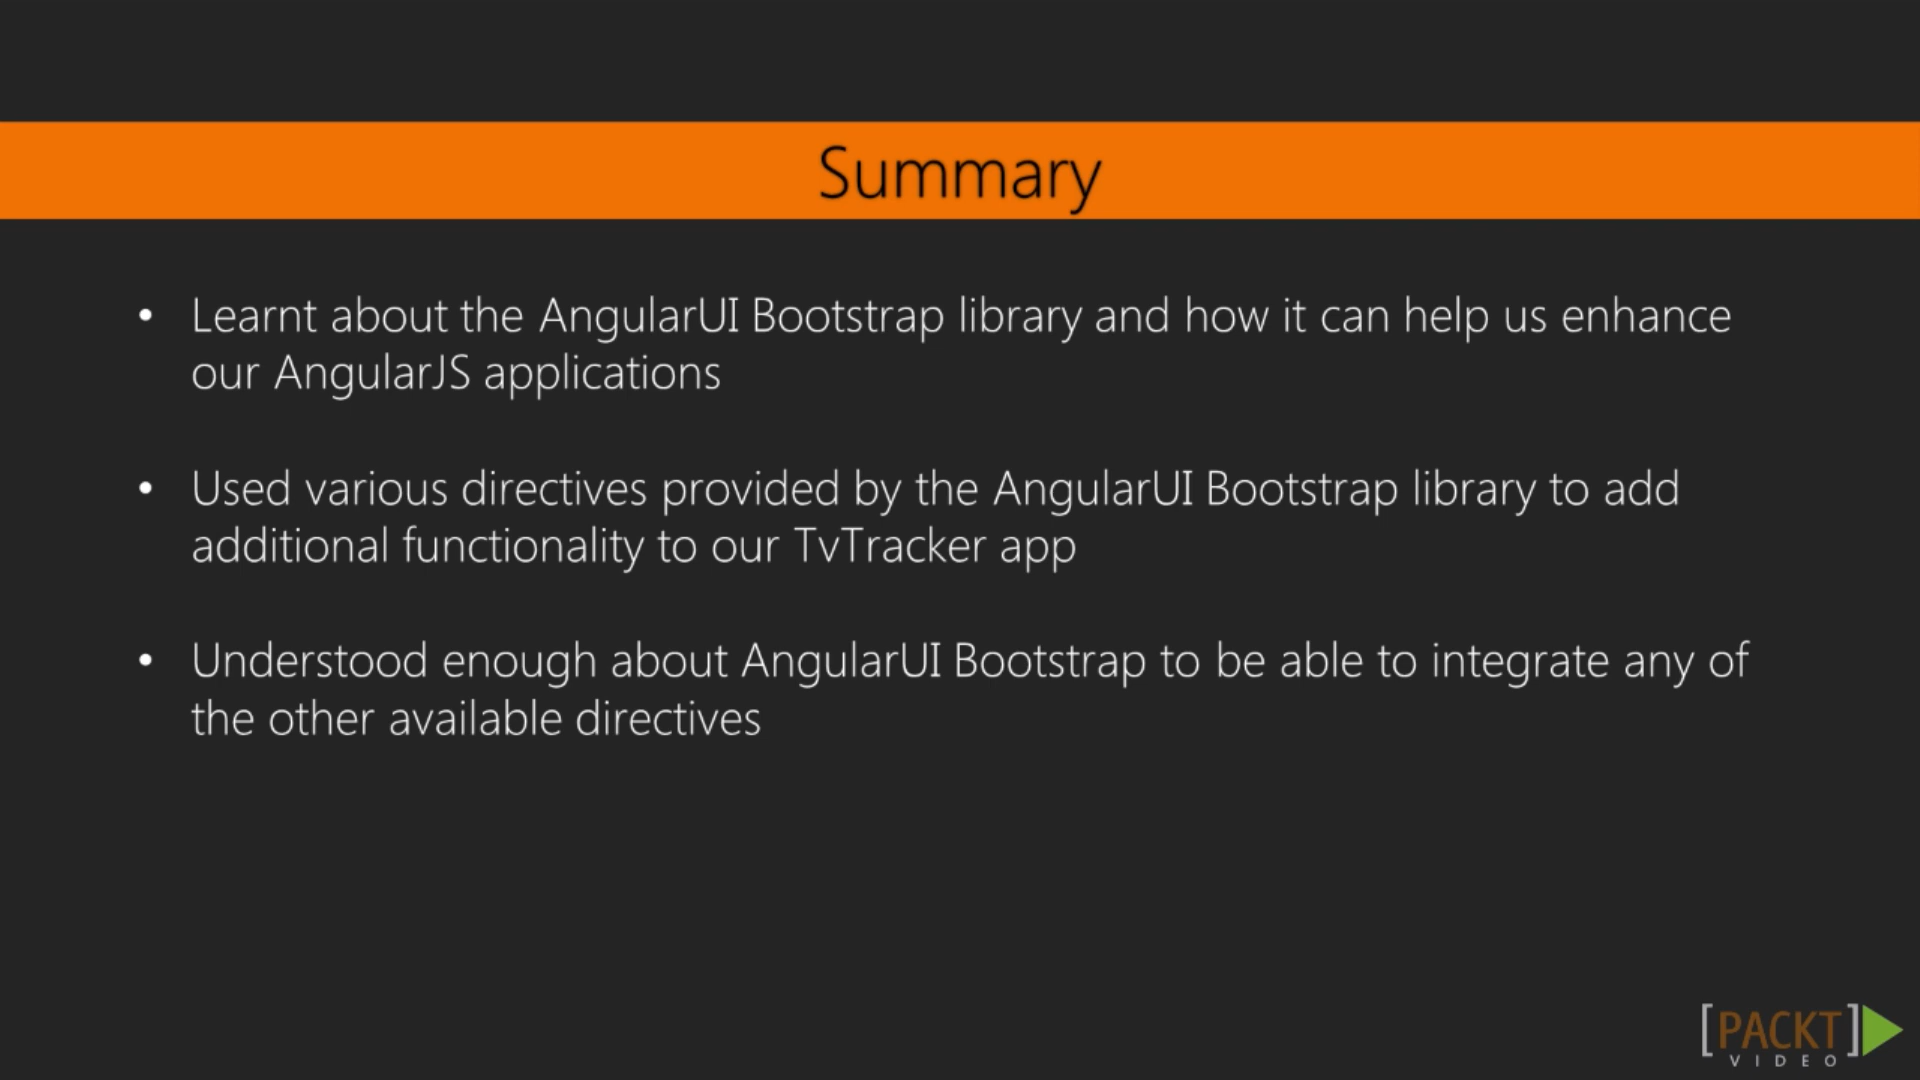 Summary
• Learnt about the AngularUI Bootstrap library and how it can help us enhance
our AngularJS applications
• Used various directives provided by the AngularUI Bootstrap library to add
additional functionality to our TvTracker app
• Understood enough about AngularUI Bootstrap to be able to integrate any of
the other available directives
[PACKT]
VIDEO